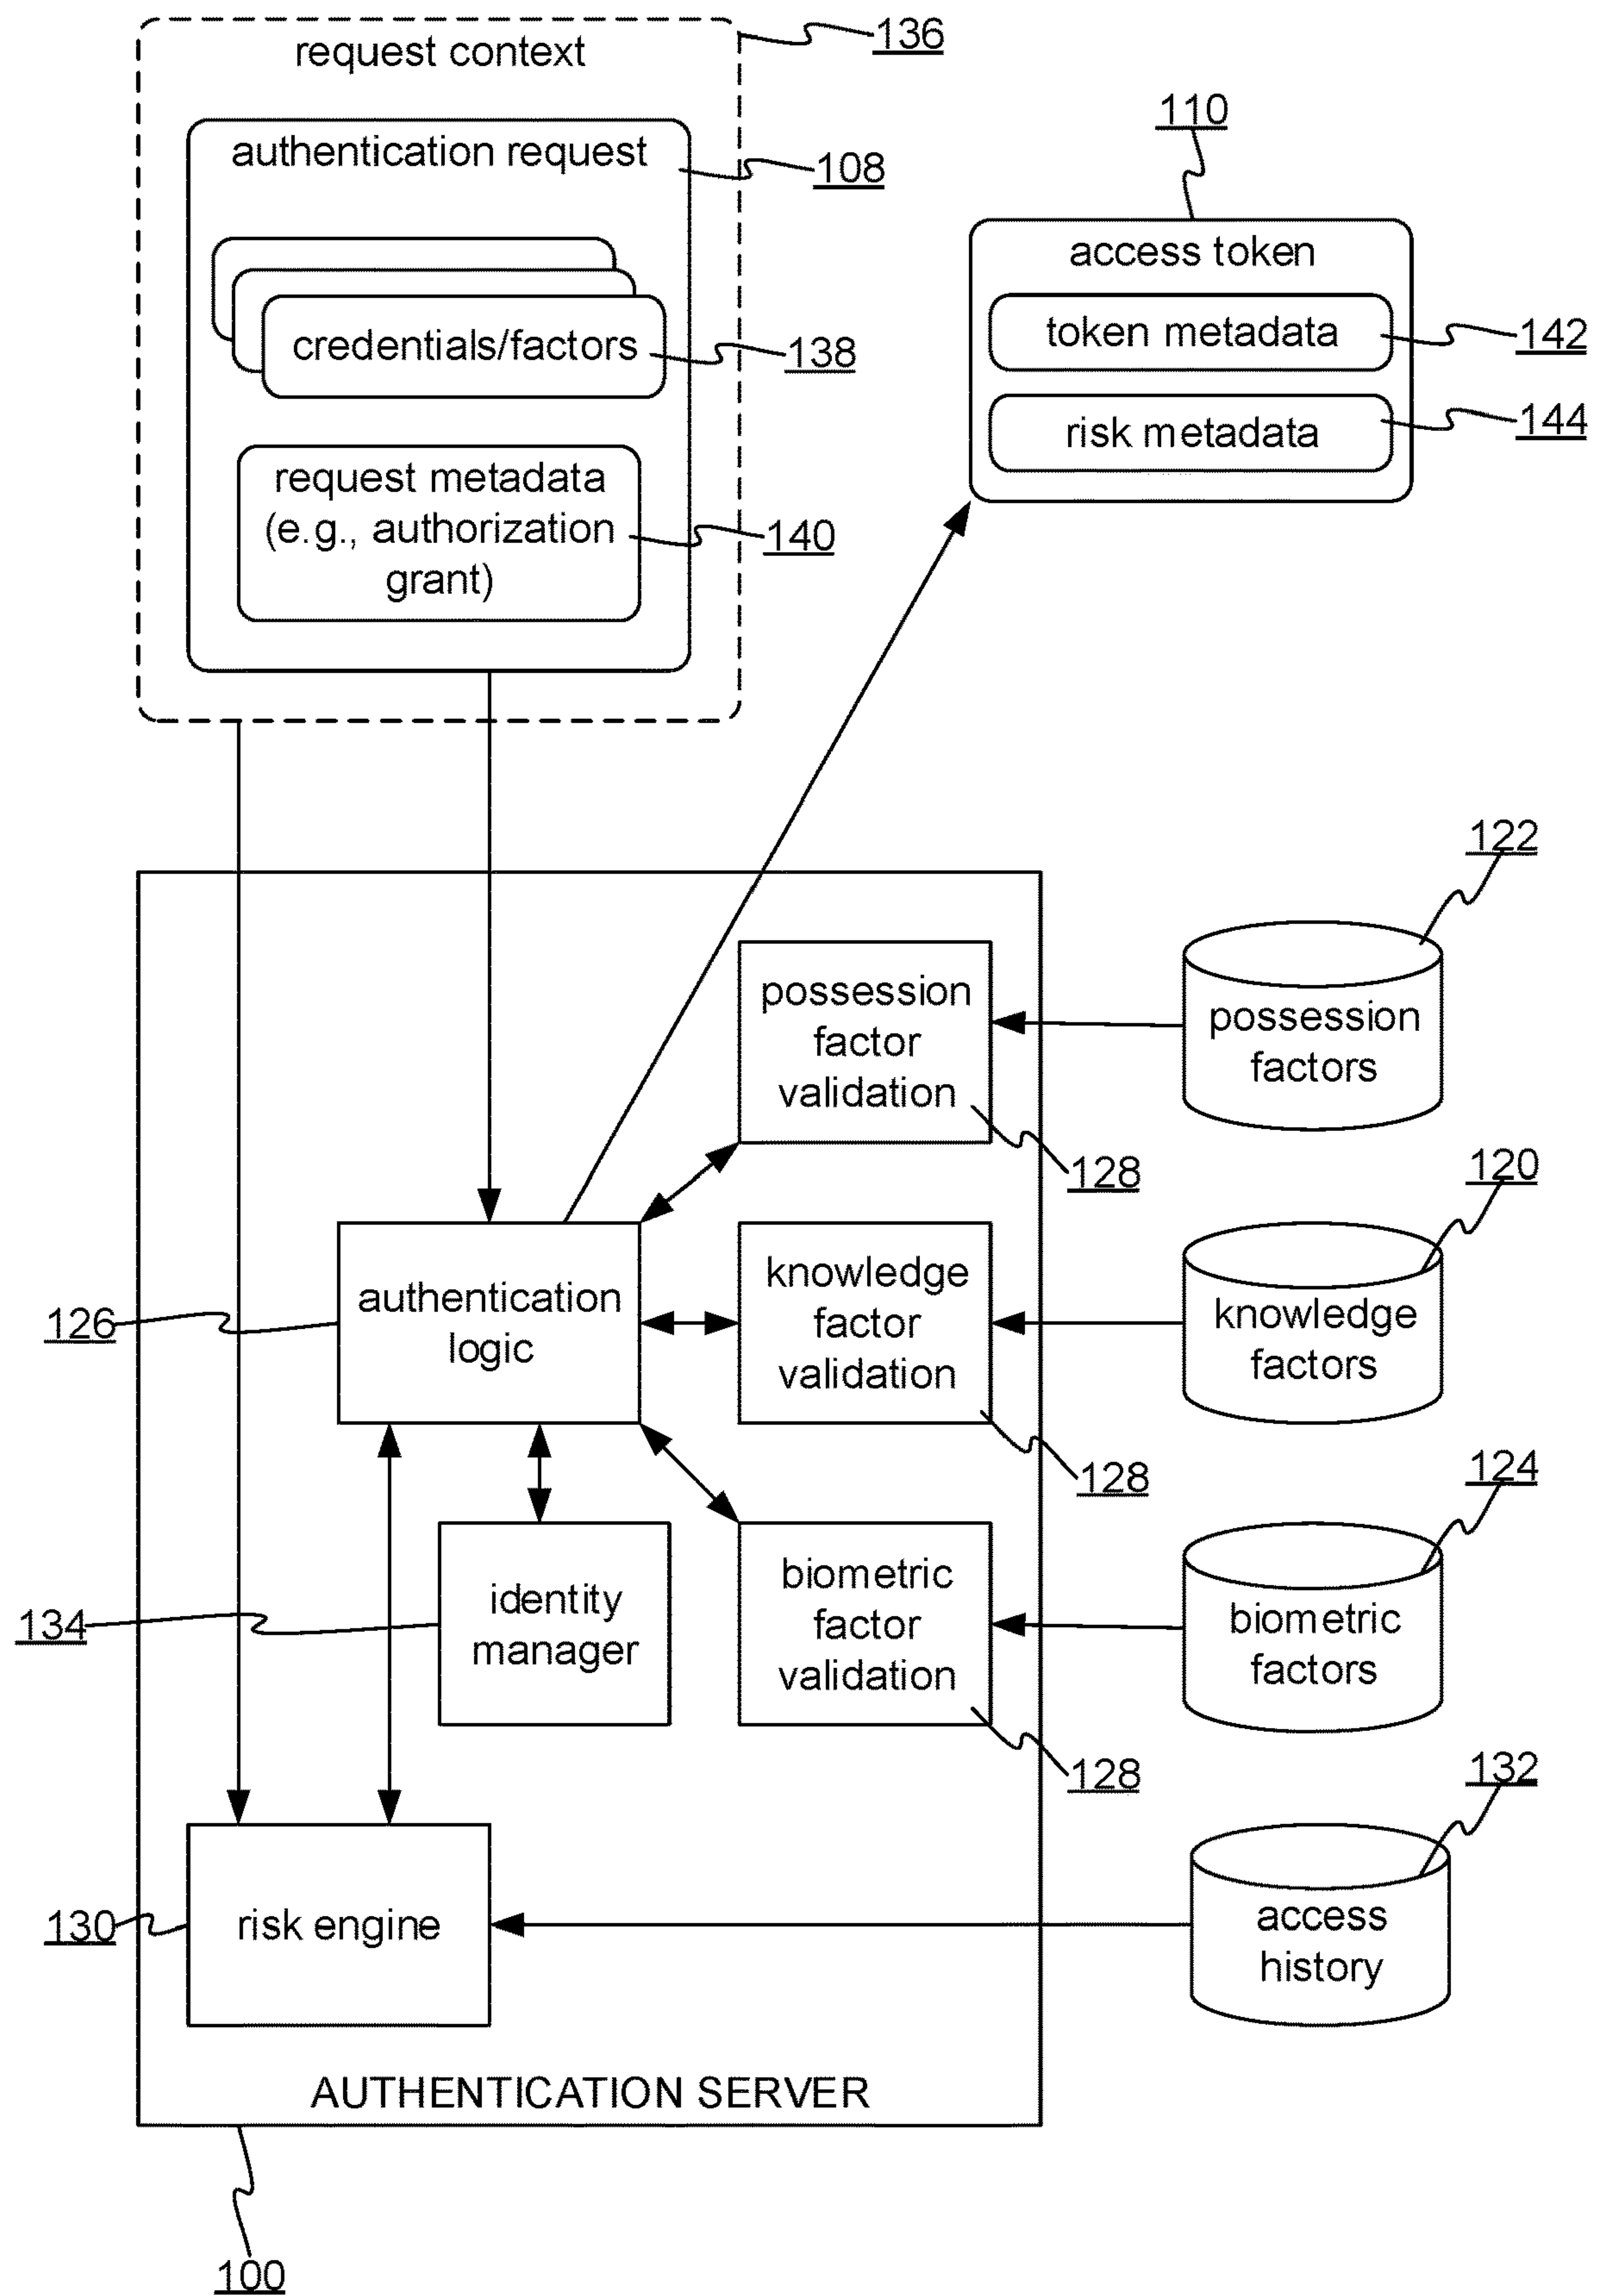 request context
136
authentication request
108
credentials/factors
138
request metadata
(e.g., authorization
grant)
140
110
access token
token metadata
142
risk metadata
144
122
possession
factor
validation
128
possession
factors
120
authentication
logic
126
knowledge
factor
validation
128
knowledge
factors
124
identity
manager
134
biometric
factor
validation
128
biometric
factors
132
risk engine
130
access
history
AUTHENTICATION SERVER
100